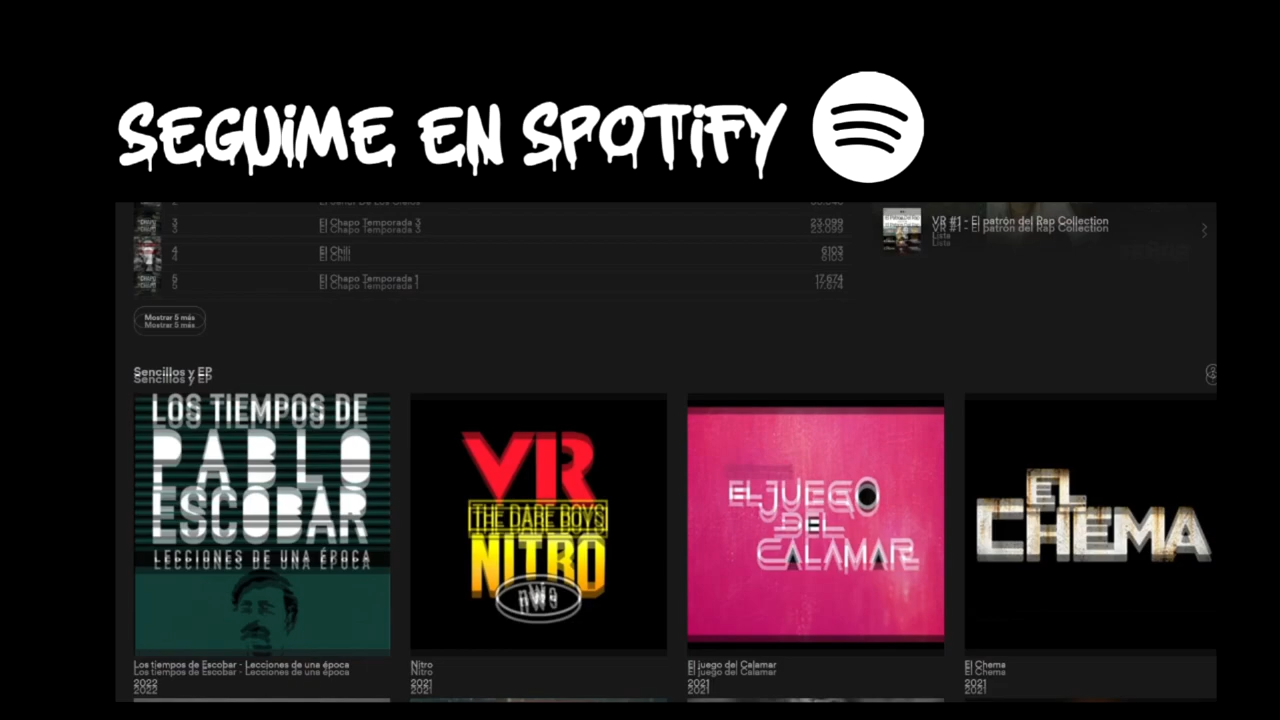 SEGUiME EN SPOTiFY
3 El Chapo Temporada 3 23.099
4 El Chili 6103
5 El Chapo Temporada 1 17.674
VR #1 - El patrón del Rap Collection
Lista
Mostrar 5 más
Sencillos y EP
LOS TIEMPOS DE
PABLO
ESCOBAR
LECCIONES DE UNA ÉPOCA
VR
THE DARE BOYS
NITRO
nWo
EL JUEGO
DEL
CALAMAR
EL
CHEMA
Los tiempos de Escobar - Lecciones de una época
2022
Nitro
2021
El juego del Calamar
2021
El Chema
2021